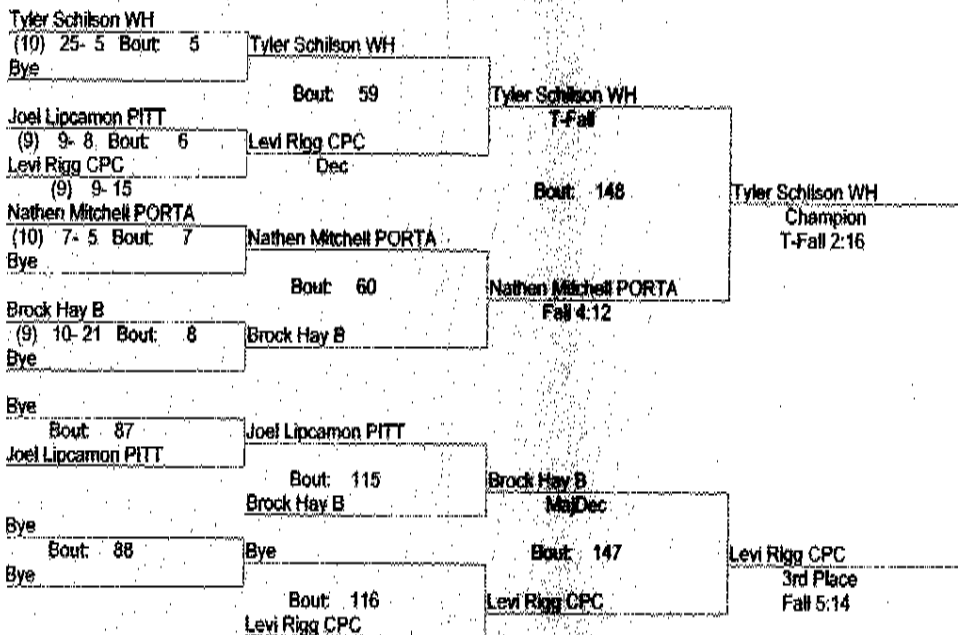 Tyler Schilson WH
(10) 25- 5 Bout: 5
Bye
Tyler Schilson WH
Bout: 59
Joel Lipcamon PITT
(9) 9- 8 Bout: 6
Levi Rigg CPC
(9) 9- 15
Levi Rigg CPC
Dec
Tyler Schilson WH
T-Fall
Nathen Mitchell PORTA
(10) 7- 5 Bout: 7
Bye
Nathen Mitchell PORTA
Bout: 60
Brock Hay B
(9) 10- 21 Bout: 8
Bye
Brock Hay B
Nathen Mitchell PORTA
Fall 4:12
Bout: 148
Tyler Schilson WH
Champion
T-Fall 2:16
Bye
Bout: 87
Joel Lipcamon PITT
Joel Lipcamon PITT
Bout: 115
Brock Hay B
Brock Hay B
MajDec
Bye
Bout: 88
Bye
Bye
Bout: 116
Levi Rigg CPC
Levi Rigg CPC
Bout: 147
Levi Rigg CPC
3rd Place
Fall 5:14